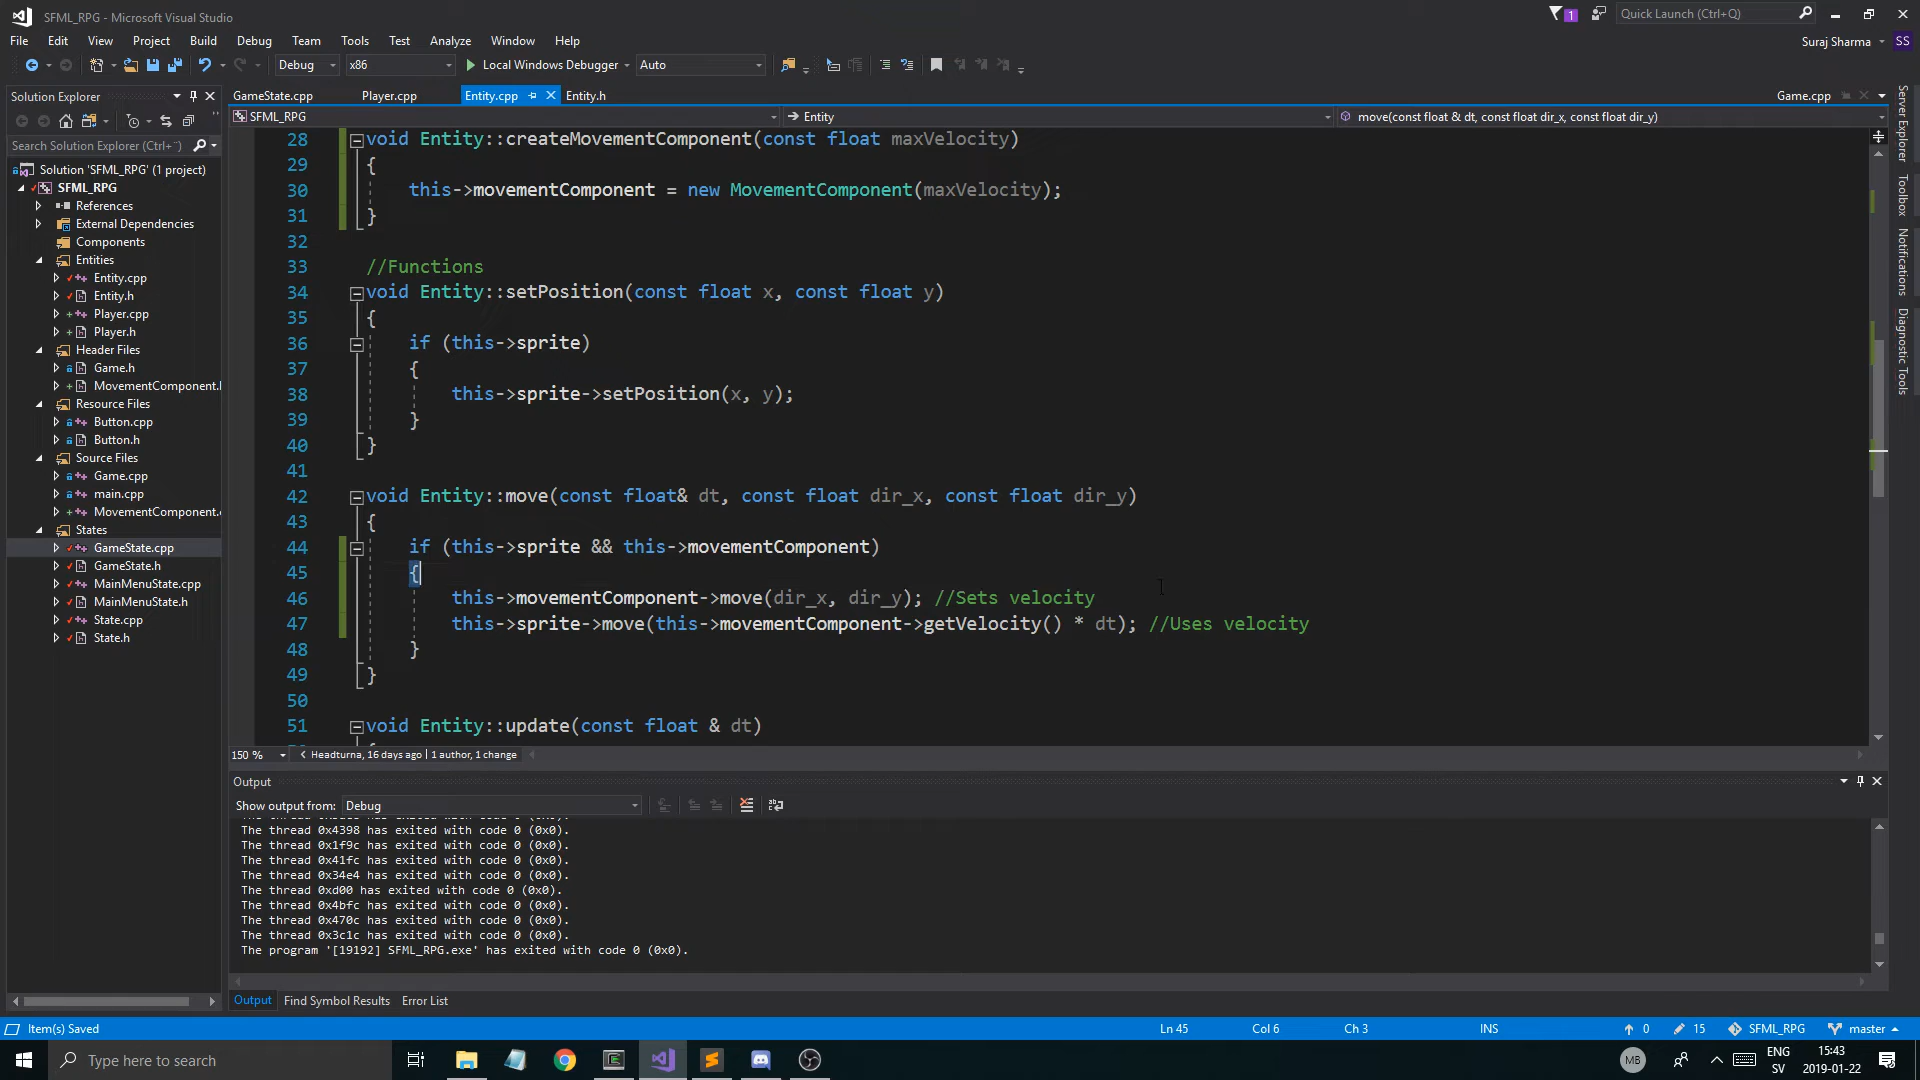 SFML_RPG - Microsoft Visual Studio
1
Quick Launch (Ctrl+Q)
File Edit View Project Build Debug Team Tools Test Analyze Window Help
Suraj Sharma SS
Debug x86 Local Windows Debugger Auto
Solution Explorer
GameState.cpp Player.cpp Entity.cpp Entity.h Game.cpp
SFML_RPG Entity move(const float & dt, const float dir_x, const float dir_y)
Search Solution Explorer (Ctrl+¨)
Solution 'SFML_RPG' (1 project)
SFML_RPG
References
External Dependencies
Components
Entities
Entity.cpp
Entity.h
Player.cpp
Player.h
Header Files
Game.h
MovementComponent.h
Resource Files
Button.cpp
Button.h
Source Files
Game.cpp
main.cpp
MovementComponent.
States
GameState.cpp
GameState.h
MainMenuState.cpp
MainMenuState.h
State.cpp
State.h
28 void Entity::createMovementComponent(const float maxVelocity)
29 {
30 this->movementComponent = new MovementComponent(maxVelocity);
31 }
32
33 //Functions
34 void Entity::setPosition(const float x, const float y)
35 {
36 if (this->sprite)
37 {
38 this->sprite->setPosition(x, y);
39 }
40 }
41
42 void Entity::move(const float& dt, const float dir_x, const float dir_y)
43 {
44 if (this->sprite && this->movementComponent)
45 {
46 this->movementComponent->move(dir_x, dir_y); //Sets velocity
47 this->sprite->move(this->movementComponent->getVelocity() * dt); //Uses velocity
48 }
49 }
50
51 void Entity::update(const float & dt)
150 % Headturna, 16 days ago | 1 author, 1 change
Server Explorer
Toolbox
Notifications
Diagnostic Tools
Output
Show output from: Debug
The thread 0x4398 has exited with code 0 (0x0).
The thread 0x1f9c has exited with code 0 (0x0).
The thread 0x41fc has exited with code 0 (0x0).
The thread 0x34e4 has exited with code 0 (0x0).
The thread 0xd00 has exited with code 0 (0x0).
The thread 0x4bfc has exited with code 0 (0x0).
The thread 0x470c has exited with code 0 (0x0).
The thread 0x3c1c has exited with code 0 (0x0).
The program '[19192] SFML_RPG.exe' has exited with code 0 (0x0).
Output Find Symbol Results Error List
Item(s) Saved Ln 45 Col 6 Ch 3 INS 0 15 SFML_RPG master
Type here to search
MB
ENG
SV
15:43
2019-01-22